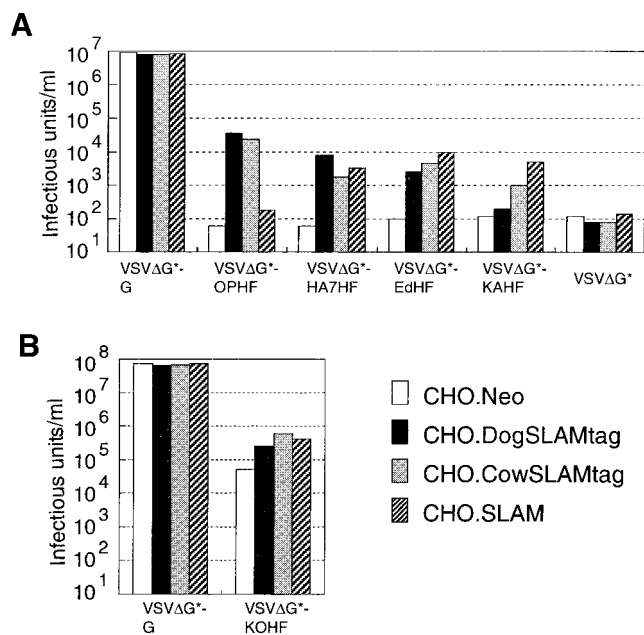 A
Infectious units/ml
10^7
10^6
10^5
10^4
10^3
10^2
10^1
VSVΔG*-
G
VSVΔG*-
OPHF
VSVΔG*-
HA7HF
VSVΔG*-
EdHF
VSVΔG*-
KAHF
VSVΔG*
B
Infectious units/ml
10^8
10^7
10^6
10^5
10^4
10^3
10^2
10^1
VSVΔG*-
G
VSVΔG*-
KOHF
CHO.Neo
CHO.DogSLAMtag
CHO.CowSLAMtag
CHO.SLAM